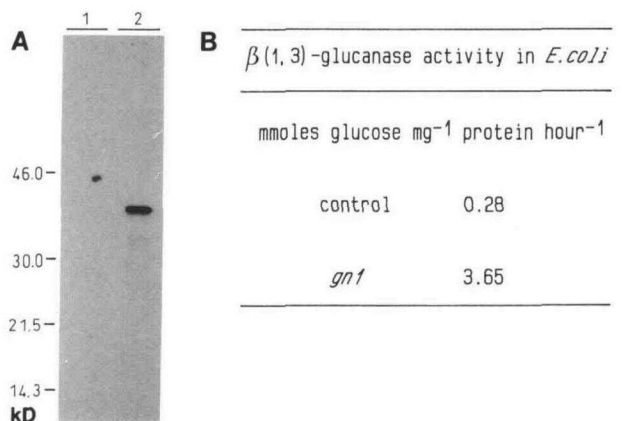 A
1 2
46.0
30.0
21.5
14.3
kD
B
β(1,3)-glucanase activity in E.coli
mmoles glucose mg⁻¹ protein hour⁻¹
control 0.28
gn1 3.65